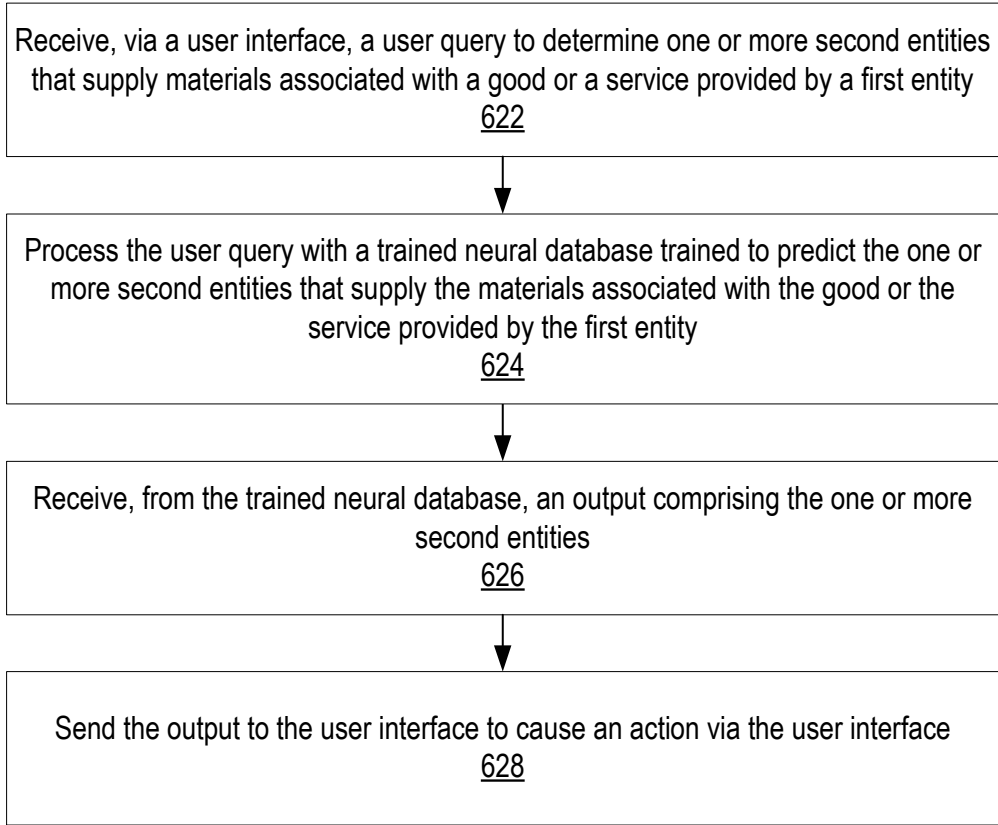 Receive, via a user interface, a user query to determine one or more second entities
that supply materials associated with a good or a service provided by a first entity
622
Process the user query with a trained neural database trained to predict the one or
more second entities that supply the materials associated with the good or the
service provided by the first entity
624
Receive, from the trained neural database, an output comprising the one or more
second entities
626
Send the output to the user interface to cause an action via the user interface
628